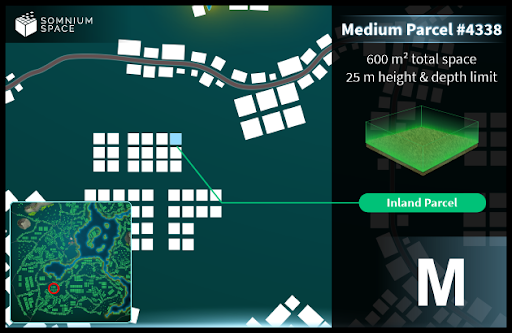 SOMNIUM
SPACE
Medium Parcel #4338
600 m² total space
25 m height & depth limit
Inland Parcel
M